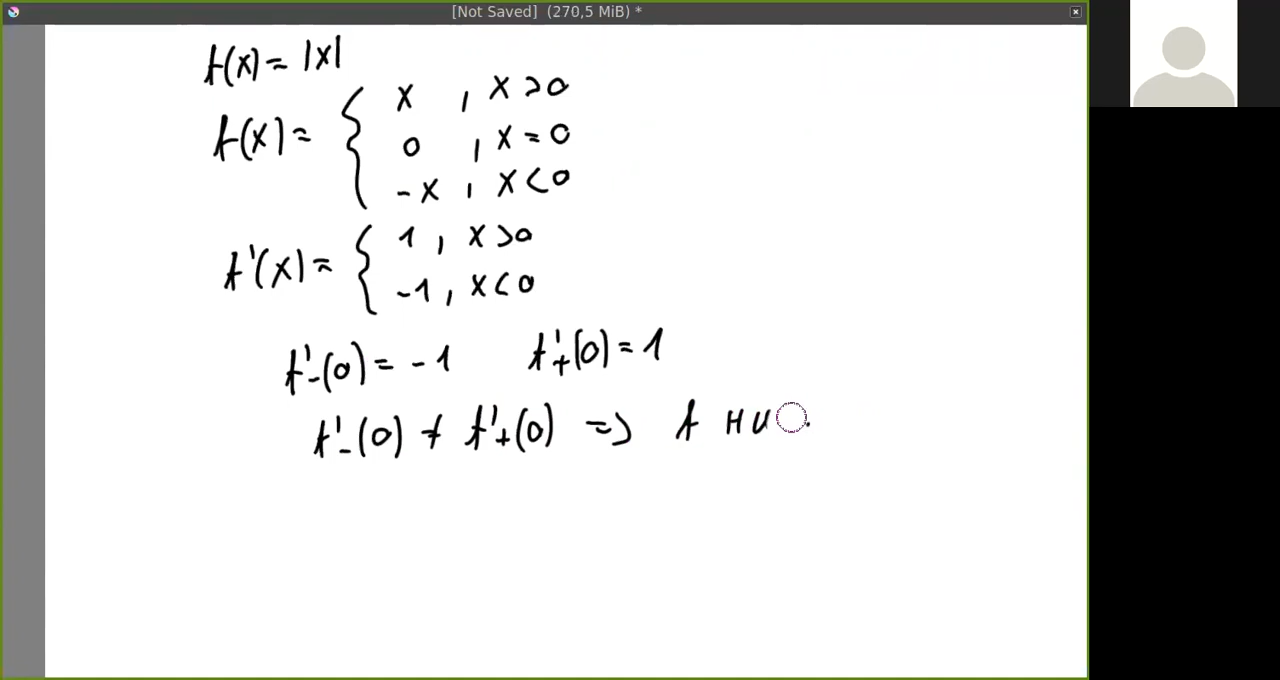 [Not Saved] (270,5 MiB) *
f(x) = |x|
f(x) = { x , x > 0
0 , x = 0
-x , x < 0
f'(x) = { 1 , x > 0
-1 , x < 0
f'-(0) = -1 f'+(0) = 1
f'-(0) ≠ f'+(0) => f ни